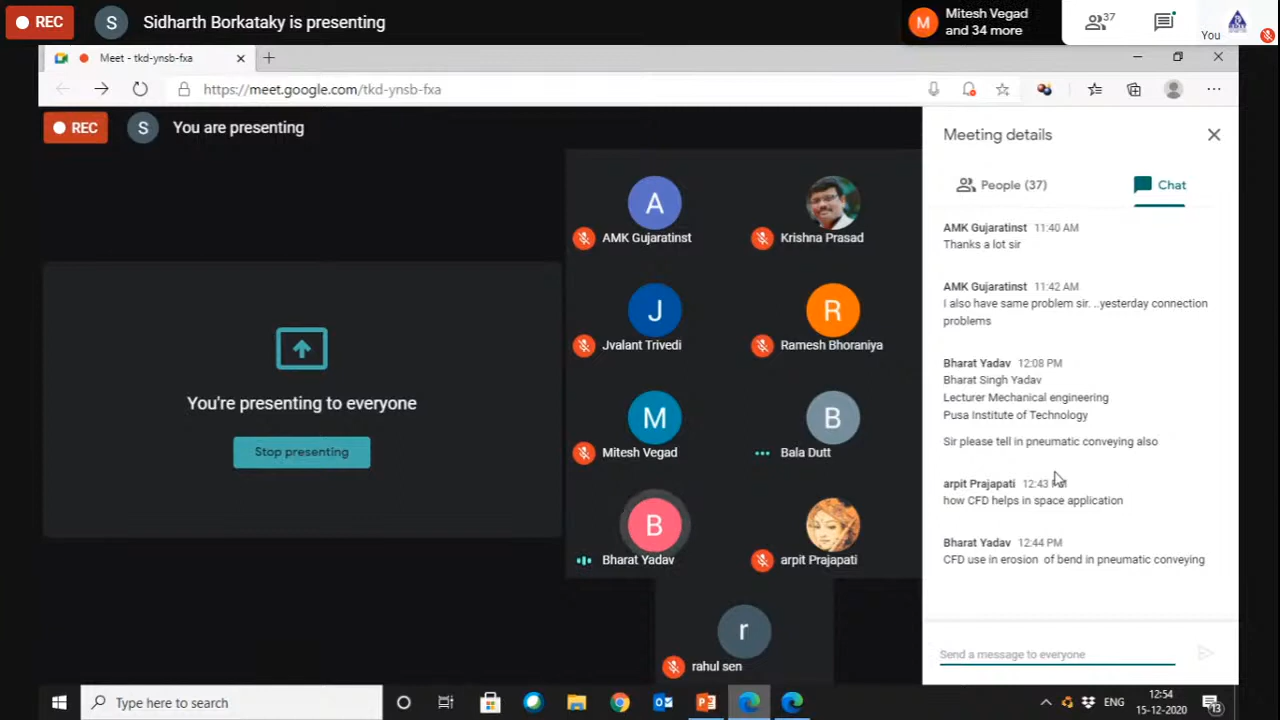 REC
S
Sidharth Borkataky is presenting
M
Mitesh Vegad
and 34 more
37
You
Meet - tkd-ynsb-fxa
https://meet.google.com/tkd-ynsb-fxa
REC
S
You are presenting
You're presenting to everyone
Stop presenting
A
AMK Gujaratinst
Krishna Prasad
J
Jvalant Trivedi
R
Ramesh Bhoraniya
M
Mitesh Vegad
B
Bala Dutt
B
Bharat Yadav
arpit Prajapati
r
rahul sen
Meeting details
People (37)
Chat
AMK Gujaratinst 11:40 AM
Thanks a lot sir
AMK Gujaratinst 11:42 AM
I also have same problem sir. ..yesterday connection
problems
Bharat Yadav 12:08 PM
Bharat Singh Yadav
Lecturer Mechanical engineering
Pusa Institute of Technology
Sir please tell in pneumatic conveying also
arpit Prajapati 12:43 PM
how CFD helps in space application
Bharat Yadav 12:44 PM
CFD use in erosion of bend in pneumatic conveying
Send a message to everyone
Type here to search
ENG
12:54
15-12-2020
13